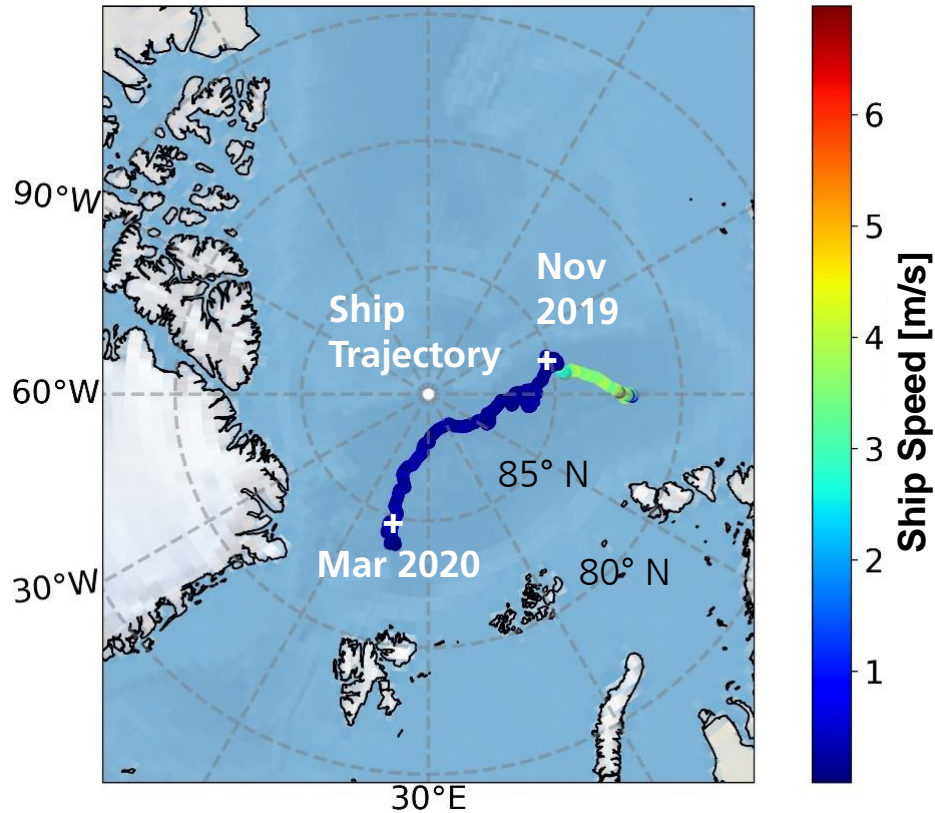 90°W
60°W
30°W
30°E
Ship
Trajectory
Nov
2019
85° N
80° N
Mar 2020
6
5
4
3
2
1
Ship Speed [m/s]